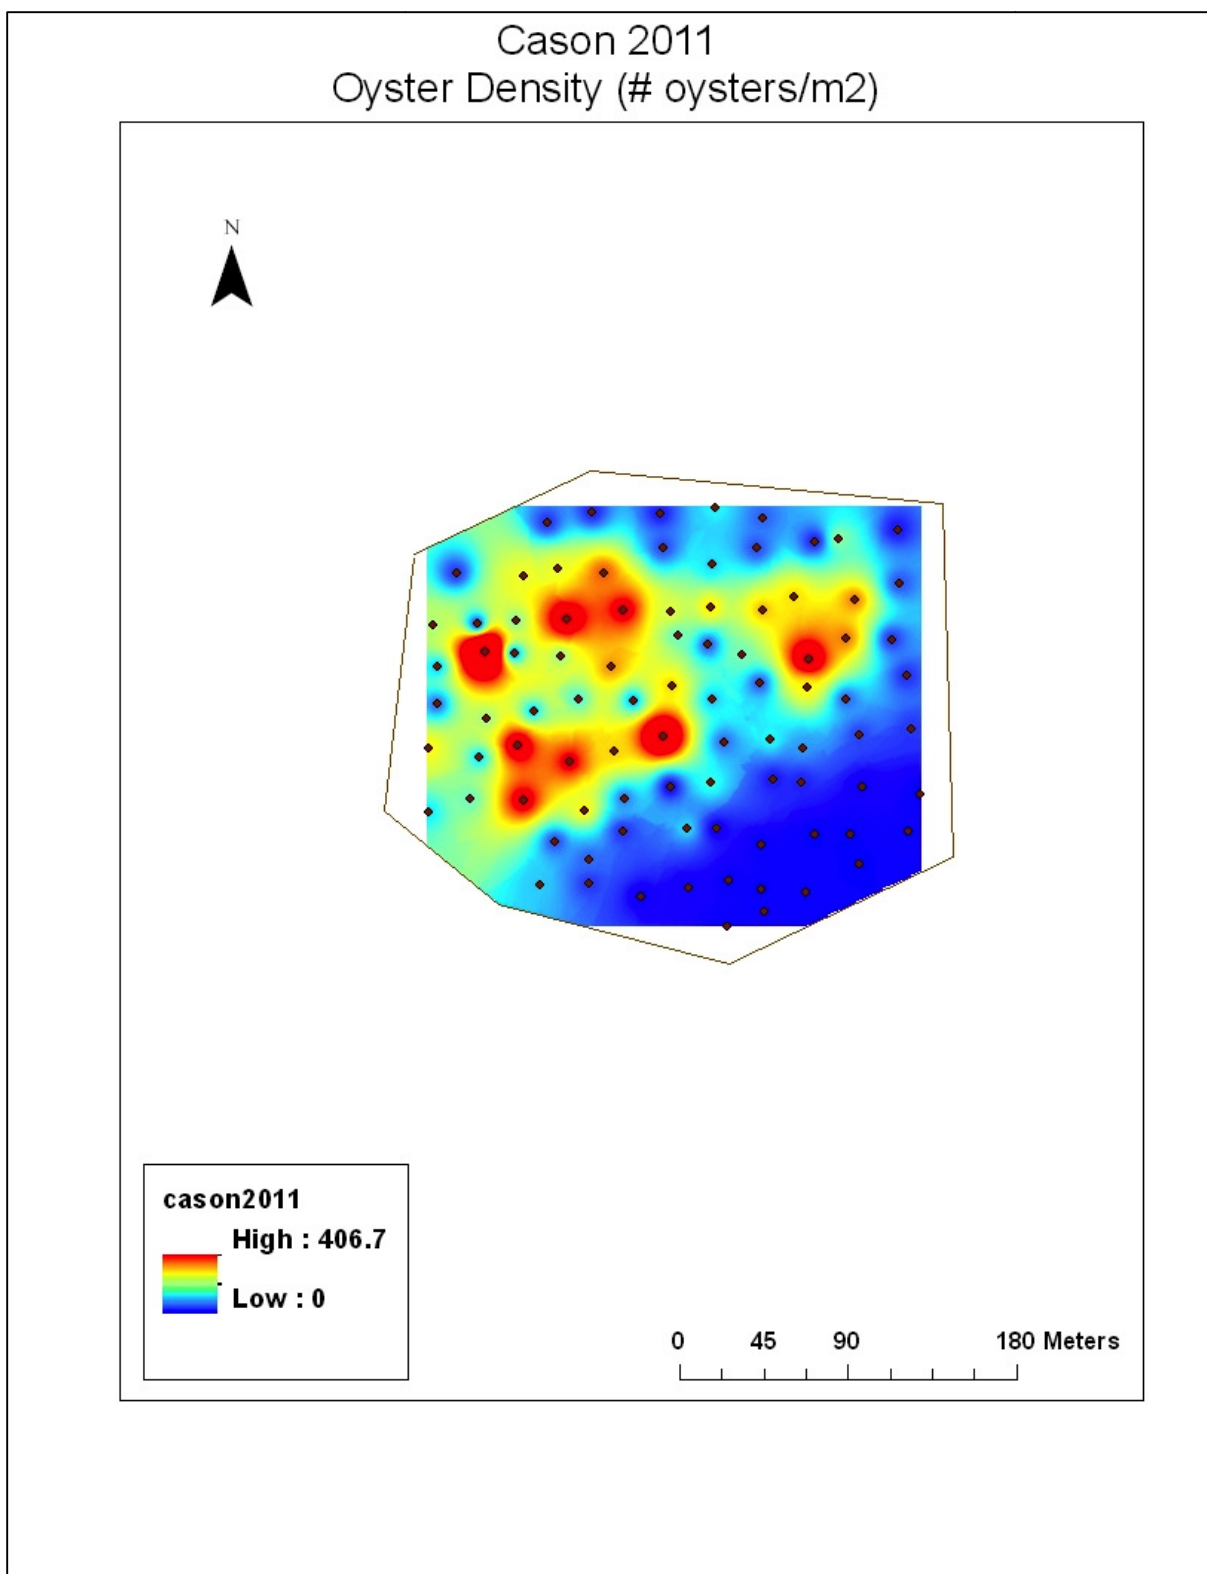 Cason 2011
Oyster Density (# oysters/m2)
N
cason2011
High : 406.7
Low : 0
0 45 90 180 Meters